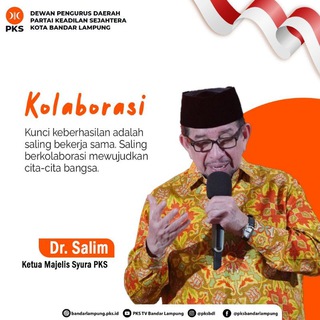 PKS
DEWAN PENGURUS DAERAH
PARTAI KEADILAN SEJAHTERA
KOTA BANDAR LAMPUNG
Kolaborasi
Kunci keberhasilan adalah
saling bekerja sama. Saling
berkolaborasi mewujudkan
cita-cita bangsa.
Dr. Salim
Ketua Majelis Syura PKS
bandarlampung.pks.id
PKS TV Bandar Lampung
@pksbdl
@pksbandarlampung